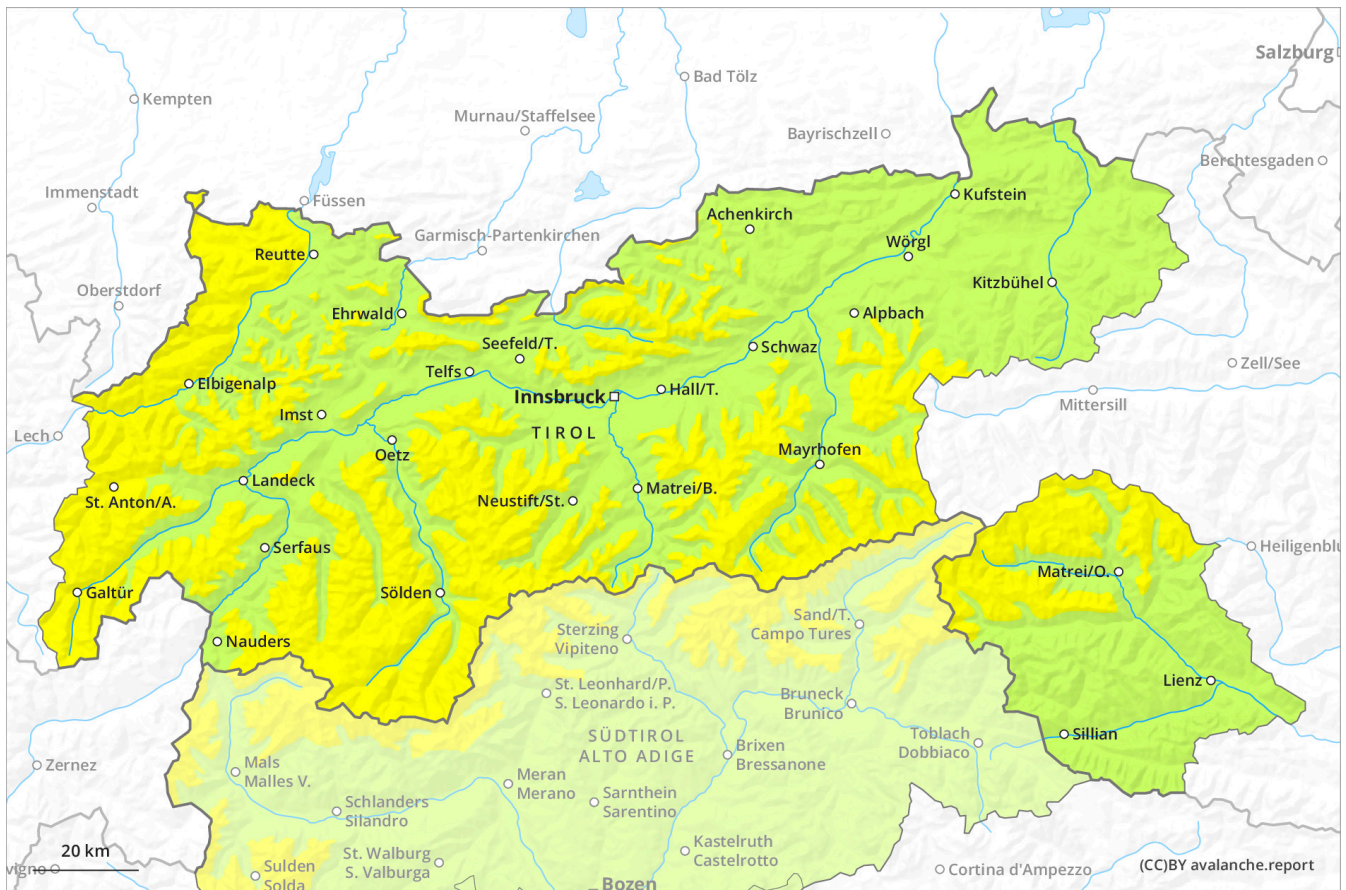 Salzburg
Bad Tölz
Kempten
Murnau/Staffelsee
Bayrischzell
Berchtesgaden
Immenstadt
Füssen
Kufstein
Achenkirch
Garmisch-Partenkirchen
Wörgl
Reutte
Kitzbühel
Oberstdorf
Ehrwald
Alpbach
Seefeld/T.
Schwaz
Zell/See
Telfs
Elbigenalp
Hall/T.
Innsbruck
Mittersill
Imst
TIROL
Lech
Mayrhofen
Oetz
Landeck
Matrei/B.
Neustift/St.
St. Anton/A.
Serfaus
Heiligenblu
Matrei/O.
Galtür
Sölden
Sand/T.
Campo Tures
Sterzing
Vipiteno
Nauders
Lienz
St. Leonhard/P.
S. Leonardo i. P.
Bruneck
Brunico
Sillian
SÜDTIROL
ALTO ADIGE
Toblach
Dobbiaco
Brixen
Bressanone
Zernez
Mals
Malles V.
Meran
Merano
Sarnthein
Sarentino
Schlanders
Silandro
Kastelruth
Castelrotto
20 km
St. Walburg
S. Valburga
(CC)BY avalanche.report
vigno
Sulden
Solda
Cortina d'Ampezzo
Bozen